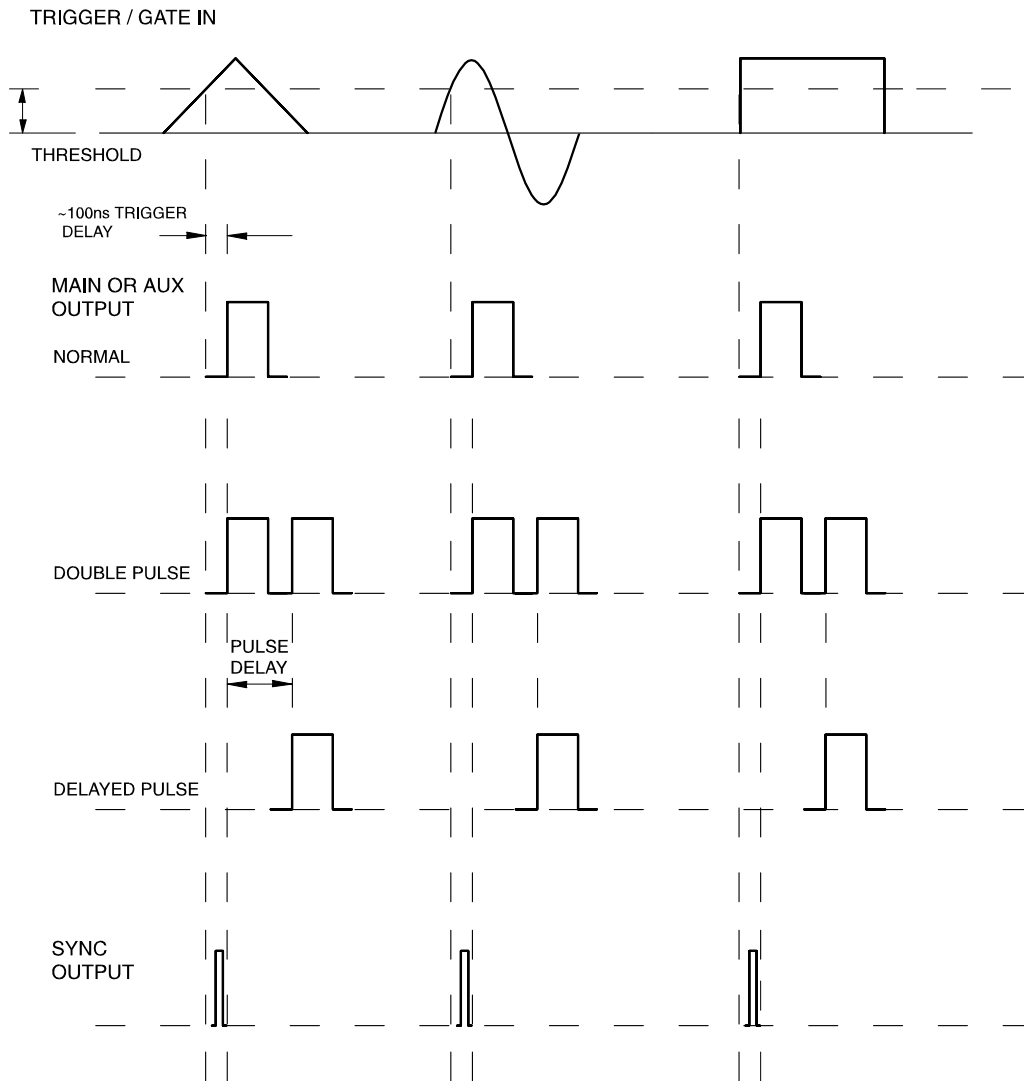 TRIGGER / GATE IN
THRESHOLD
~100ns TRIGGER
DELAY
MAIN OR AUX
OUTPUT
NORMAL
DOUBLE PULSE
PULSE
DELAY
DELAYED PULSE
SYNC
OUTPUT